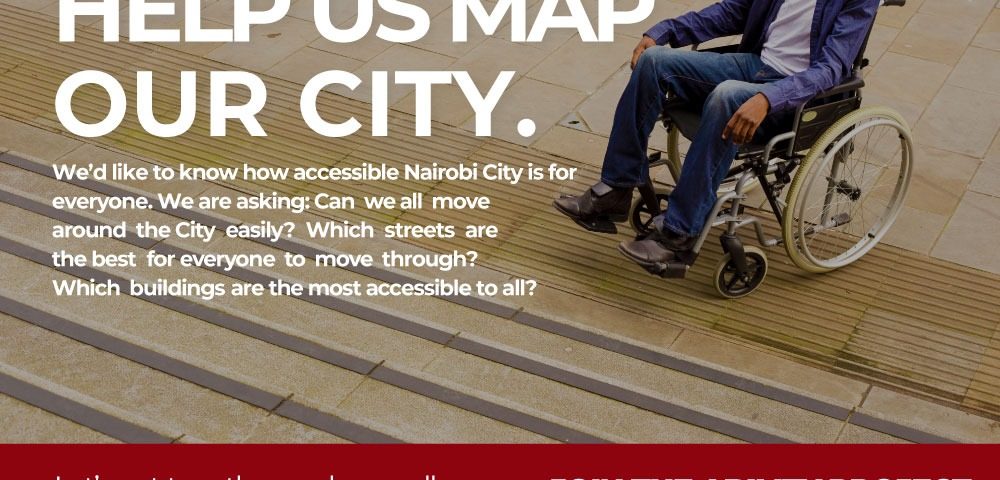 HELP US MAP
OUR CITY.
We'd like to know how accessible Nairobi City is for
everyone. We are asking: Can we all move
around the City easily? Which streets are
the best for everyone to move through?
Which buildings are the most accessible to all?